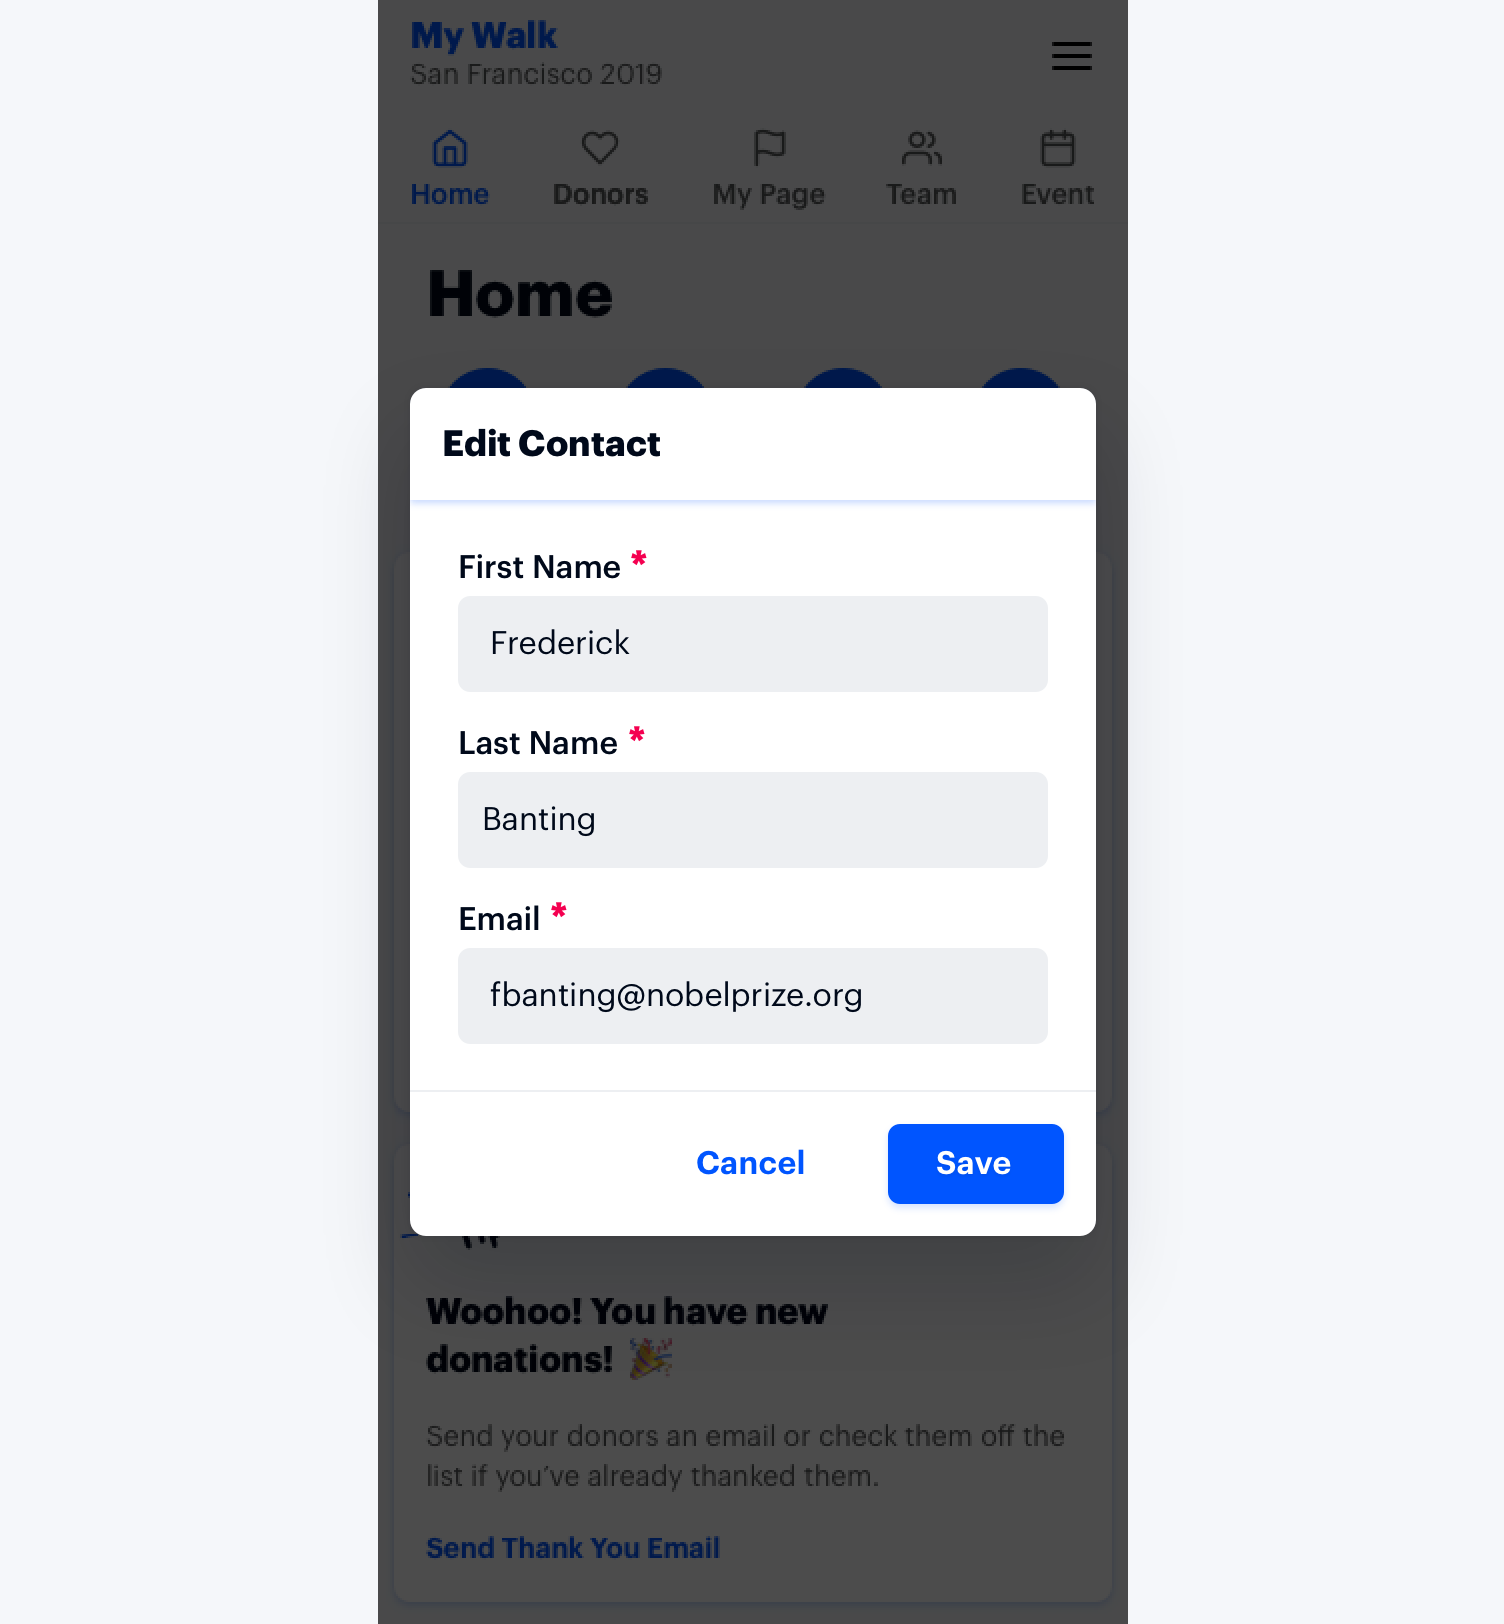 My Walk
San Francisco 2019
Home Donors My Page Team Event
Home
Edit Contact
First Name *
Frederick
Last Name *
Banting
Email *
fbanting@nobelprize.org
Cancel Save
Woohoo! You have new
donations! 🎉
Send your donors an email or check them off the
list if you’ve already thanked them.
Send Thank You Email